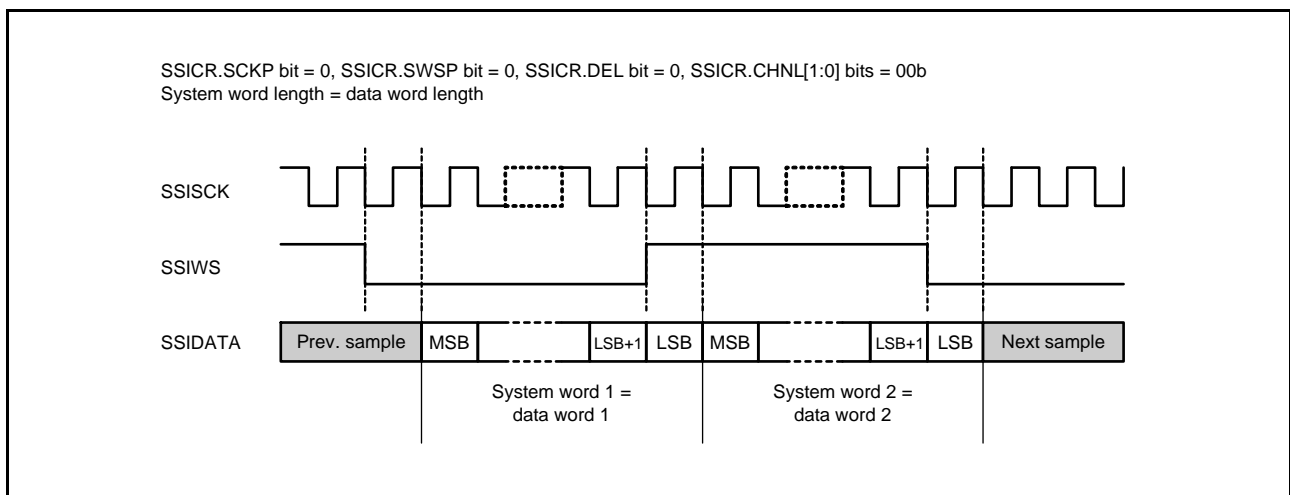 SSICR.SCKP bit = 0, SSICR.SWSP bit = 0, SSICR.DEL bit = 0, SSICR.CHNL[1:0] bits = 00b
System word length = data word length
SSISCK
SSIWS
SSIDATA Prev. sample MSB LSB+1 LSB MSB LSB+1 LSB Next sample
System word 1 = System word 2 =
data word 1 data word 2